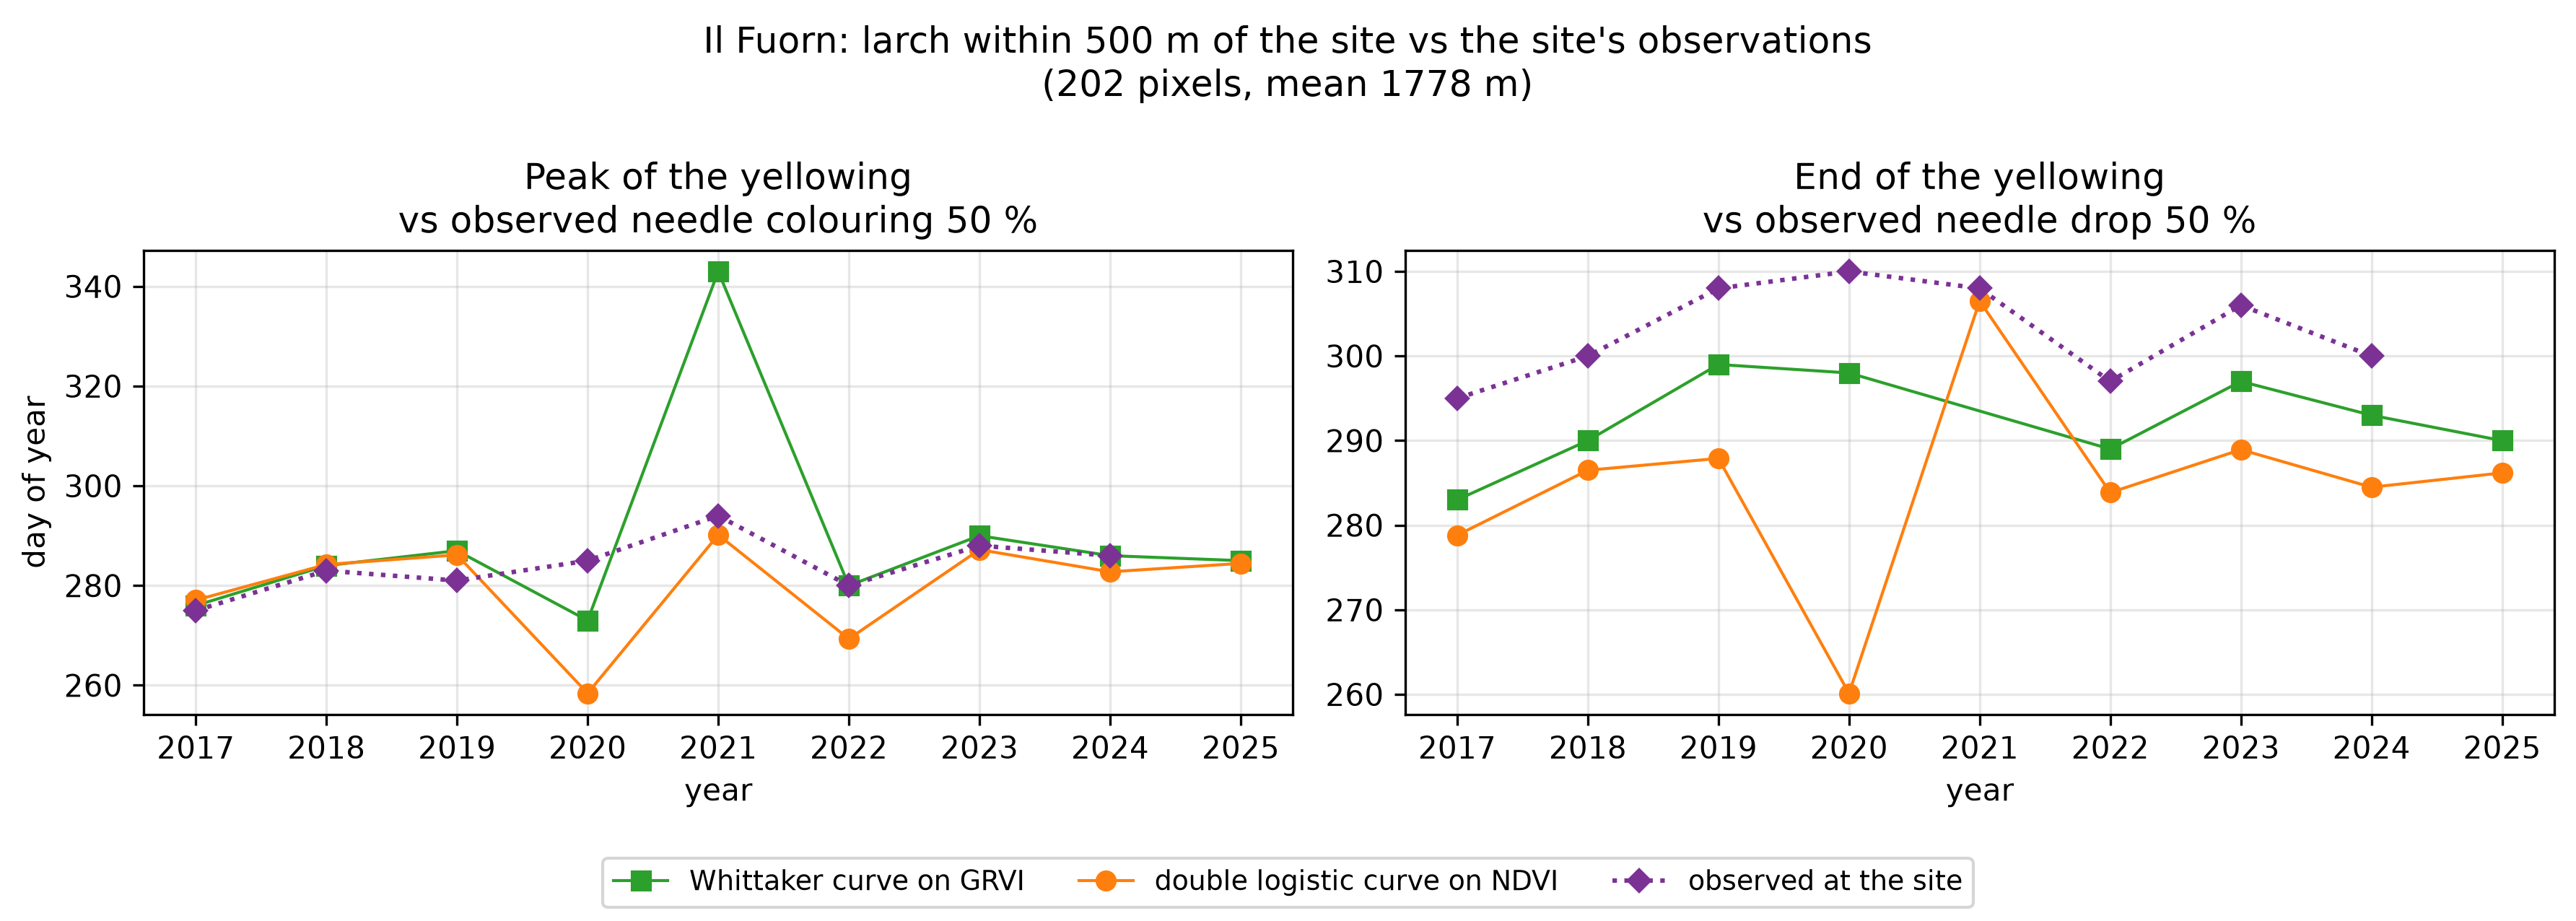 Il Fuorn: larch within 500 m of the site vs the site's observations
(202 pixels, mean 1778 m)
Peak of the yellowing
vs observed needle colouring 50 %
340
320
300
280
260
day of year
2017 2018 2019 2020 2021 2022 2023 2024 2025
year
End of the yellowing
vs observed needle drop 50 %
310
300
290
280
270
260
2017 2018 2019 2020 2021 2022 2023 2024 2025
year
Whittaker curve on GRVI double logistic curve on NDVI observed at the site